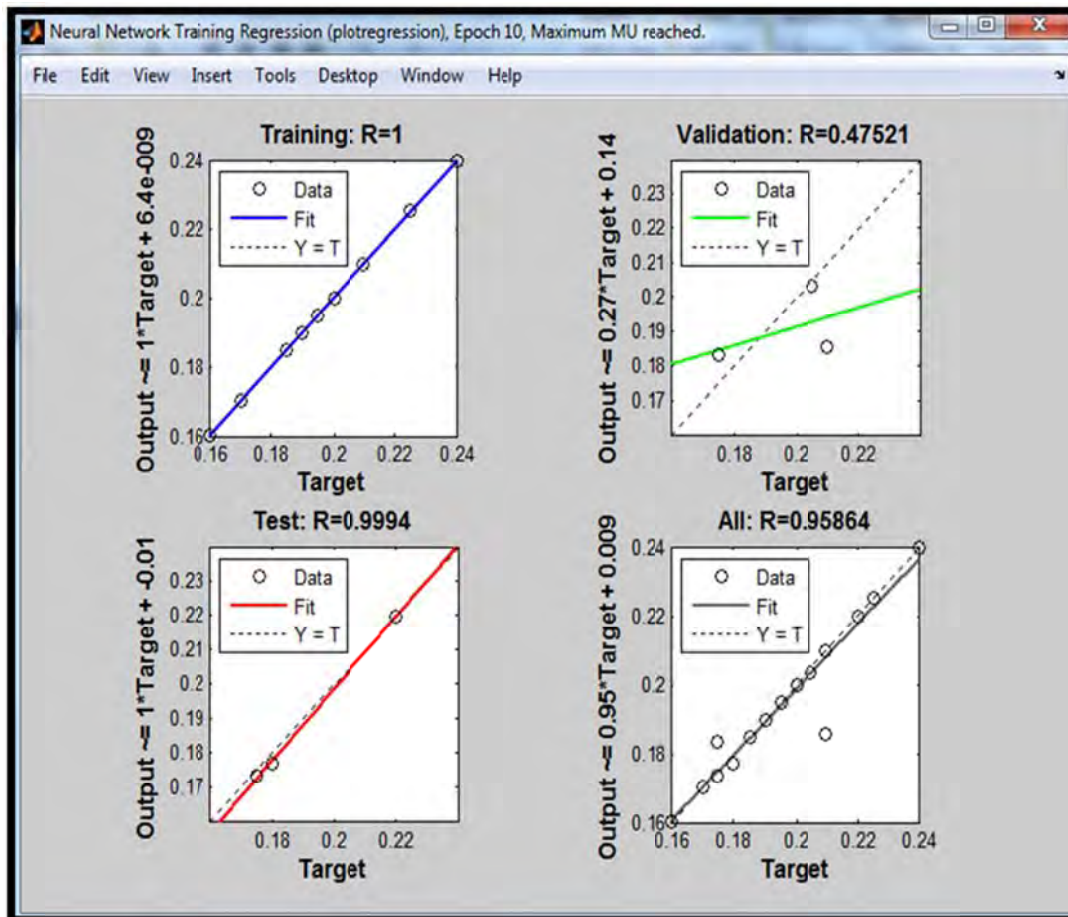 Neural Network Training Regression (plotregression), Epoch 10, Maximum MU reached.
File Edit View Insert Tools Desktop Window Help
Training: R=1
Output ~= 1*Target + 6.4e-009
0.24
0.22
0.2
0.18
0.16
Data
Fit
Y = T
0.16 0.18 0.2 0.22 0.24
Target
Validation: R=0.47521
Output ~= 0.27*Target + 0.14
0.23
0.22
0.21
0.2
0.19
0.18
0.17
Data
Fit
Y = T
0.18 0.2 0.22
Target
Test: R=0.9994
Output ~= 1*Target + -0.01
0.23
0.22
0.21
0.2
0.19
0.18
0.17
Data
Fit
Y = T
0.18 0.2 0.22
Target
All: R=0.95864
Output ~= 0.95*Target + 0.009
0.24
0.22
0.2
0.18
0.16
Data
Fit
Y = T
0.16 0.18 0.2 0.22 0.24
Target